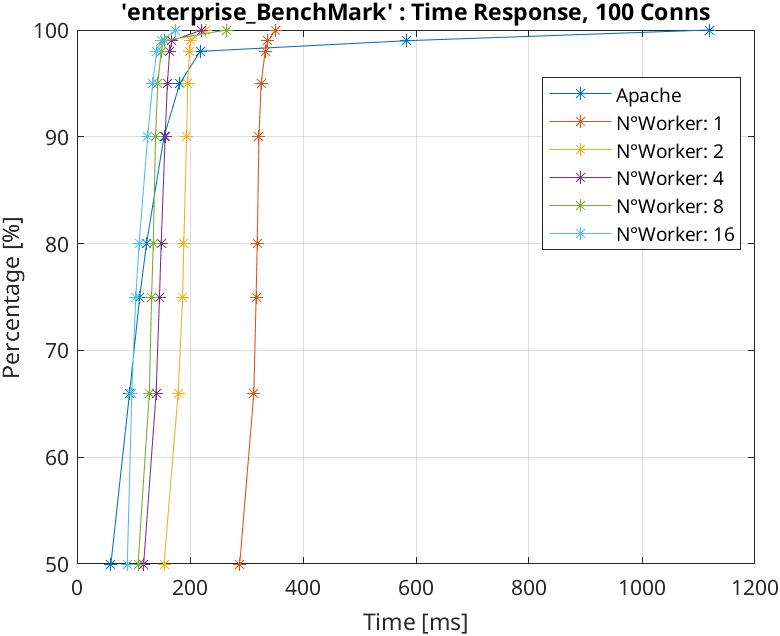 'enterprise_BenchMark' : Time Response, 100 Conns
100
90
80
70
60
50
Percentage [%]
Apache
N°Worker: 1
N°Worker: 2
N°Worker: 4
N°Worker: 8
N°Worker: 16
0 200 400 600 800 1000 1200
Time [ms]